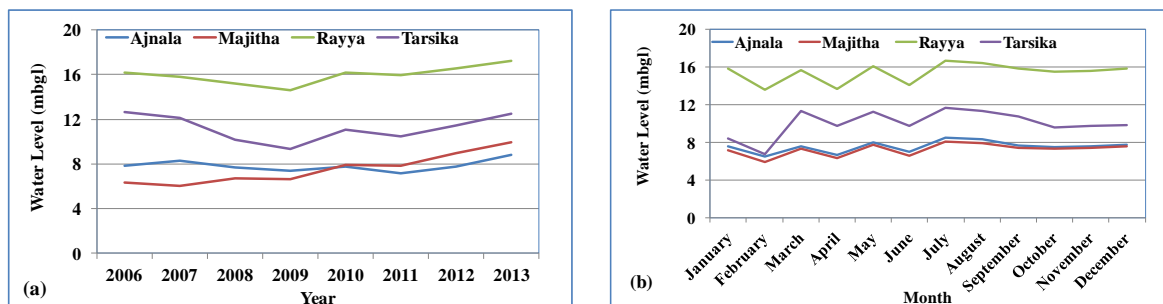 20
16
12
8
4
0
Water Level (mbgl)
Ajnala Majitha Rayya Tarsika
2006 2007 2008 2009 2010 2011 2012 2013
Year
(a)
20
16
12
8
4
0
Water Level (mbgl)
Ajnala Majitha Rayya Tarsika
January February March April May June July August September October November December
Month
(b)